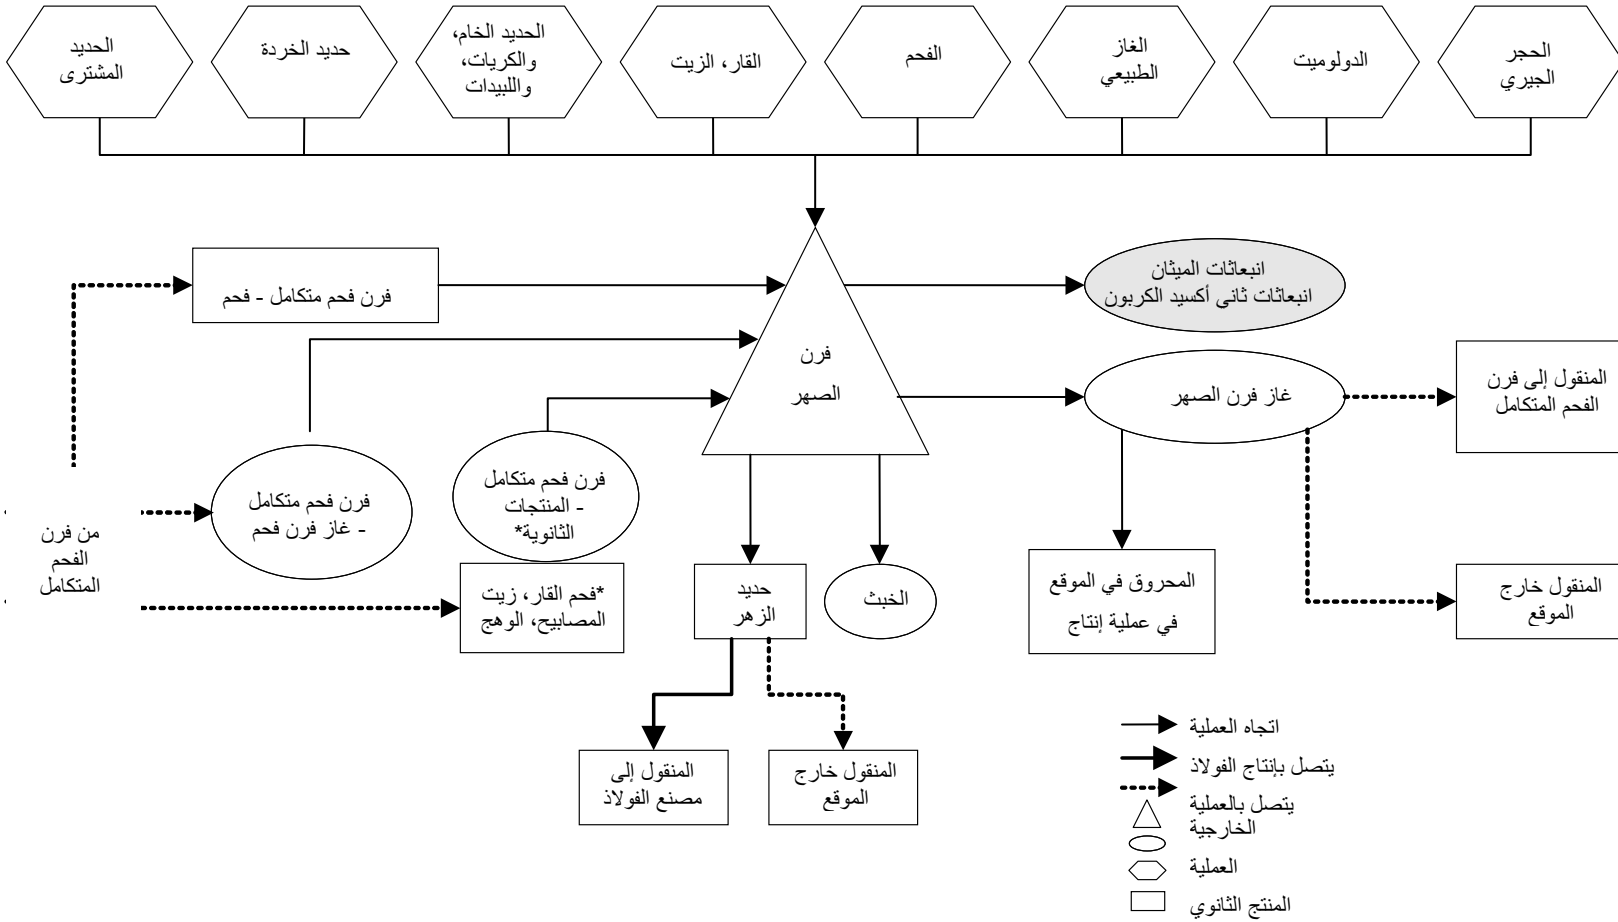 الحجر
الجيري
الدولوميت
الغاز
الطبيعي
الفحم
القار، الزيت
الحديد الخام،
والكريات،
واللبيدات
حديد الخردة
الحديد
المشترى
انبعاثات الميثان
انبعاثات ثاني أكسيد الكربون
فرن فحم متكامل - فحم
فرن
الصهر
غاز فرن الصهر
المنقول إلى فرن
الفحم المتكامل
فرن فحم متكامل
- غاز فرن فحم
فرن فحم متكامل
- المنتجات
الثانوية*
من فرن
الفحم
المتكامل
*فحم القار، زيت
المصابيح، الوهج
حديد
الزهر
الخبث
المحروق في الموقع
في عملية إنتاج
المنقول خارج
الموقع
المنقول إلى
مصنع الفولاذ
المنقول خارج
الموقع
اتجاه العملية
يتصل بإنتاج الفولاذ
يتصل بالعملية
الخارجية
العملية
المنتج الثانوي